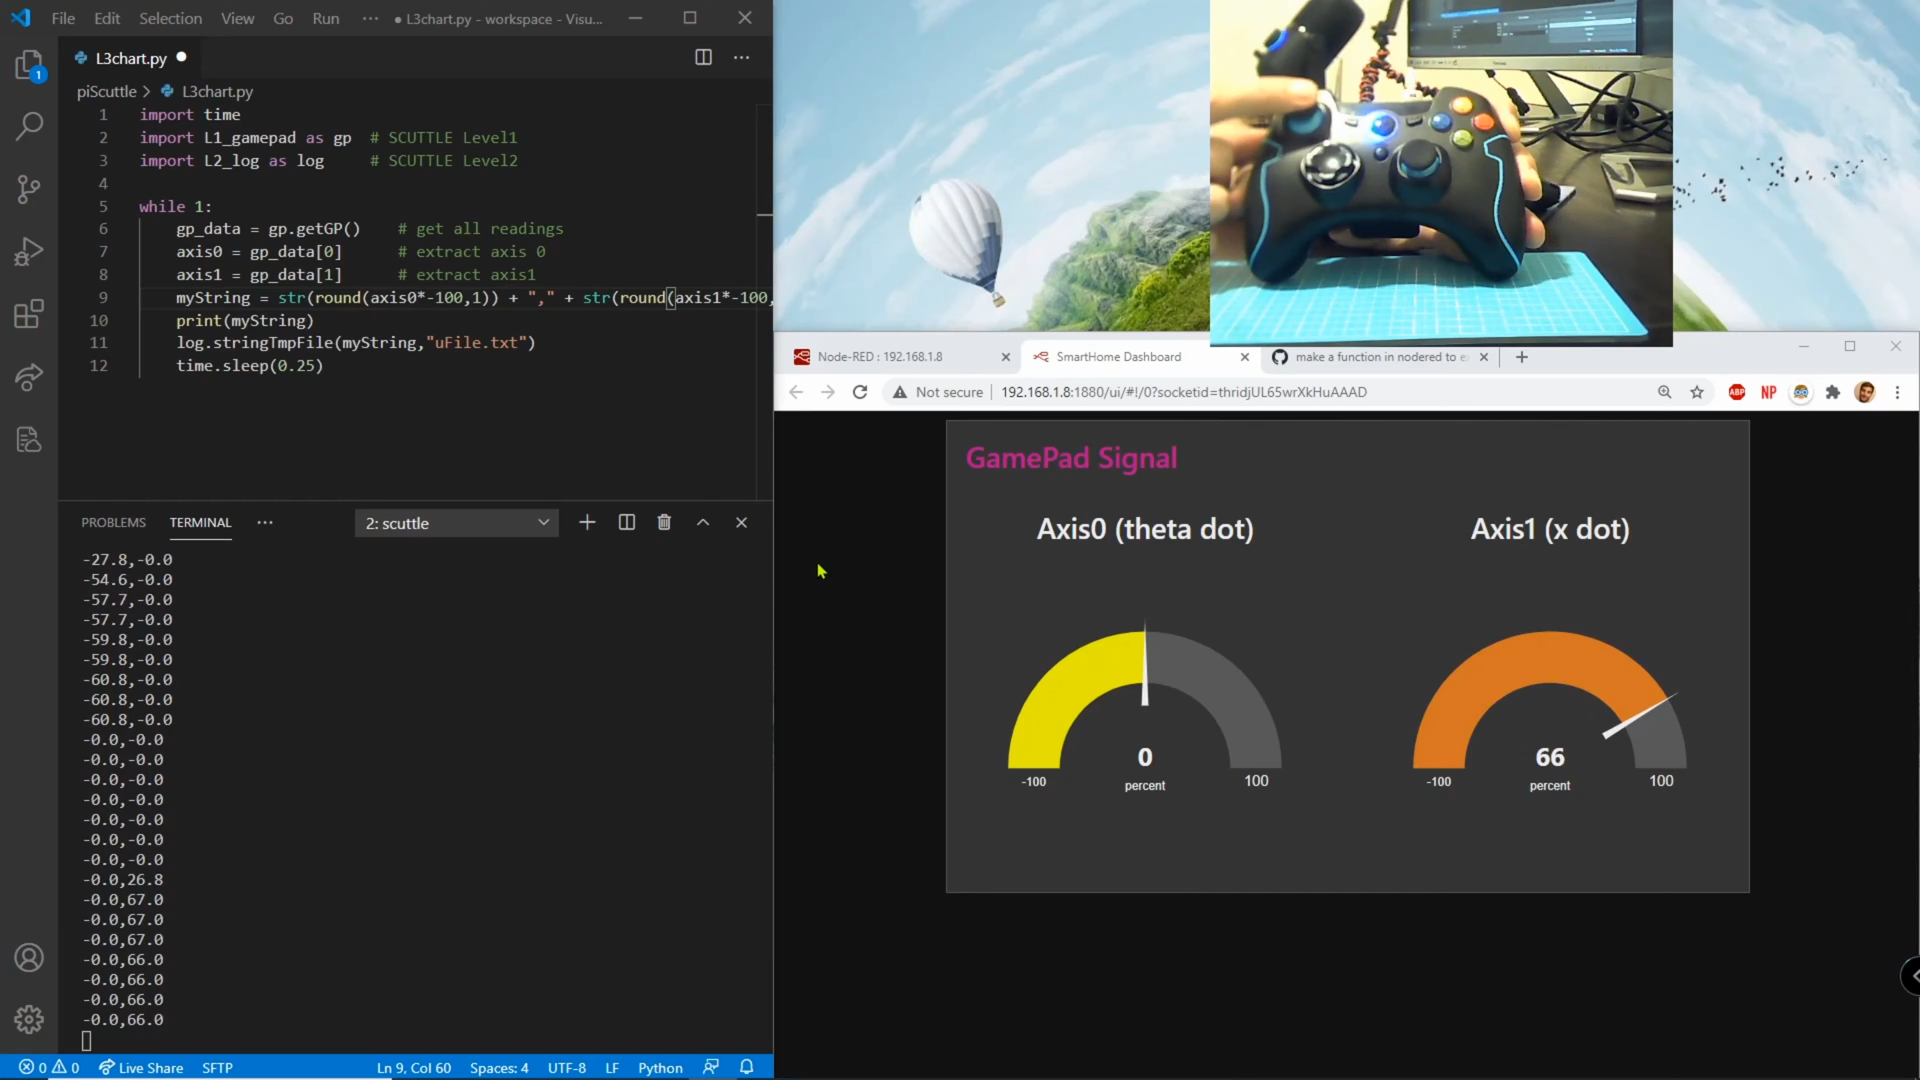 File Edit Selection View Go Run ··· ● L3chart.py - workspace - Visu...
L3chart.py
piScuttle > L3chart.py
1 import time
2 import L1_gamepad as gp # SCUTTLE Level1
3 import L2_log as log # SCUTTLE Level2
4
5 while 1:
6 gp_data = gp.getGP() # get all readings
7 axis0 = gp_data[0] # extract axis 0
8 axis1 = gp_data[1] # extract axis1
9 myString = str(round(axis0*-100,1)) + "," + str(round(axis1*-100,
10 print(myString)
11 log.stringTmpFile(myString,"uFile.txt")
12 time.sleep(0.25)
1
PROBLEMS TERMINAL ··· 2: scuttle
-27.8,-0.0
-54.6,-0.0
-57.7,-0.0
-57.7,-0.0
-59.8,-0.0
-59.8,-0.0
-60.8,-0.0
-60.8,-0.0
-60.8,-0.0
-0.0,-0.0
-0.0,-0.0
-0.0,-0.0
-0.0,-0.0
-0.0,-0.0
-0.0,-0.0
-0.0,-0.0
-0.0,26.8
-0.0,67.0
-0.0,67.0
-0.0,67.0
-0.0,66.0
-0.0,66.0
-0.0,66.0
-0.0,66.0
0 0 Live Share SFTP Ln 9, Col 60 Spaces: 4 UTF-8 LF Python
Node-RED : 192.168.1.8 SmartHome Dashboard make a function in nodered to e
Not secure 192.168.1.8:1880/ui/#!/0?socketid=thridjUL65wrXkHuAAAD ABP NP
GamePad Signal
Axis0 (theta dot) Axis1 (x dot)
0 66
-100 percent 100 -100 percent 100